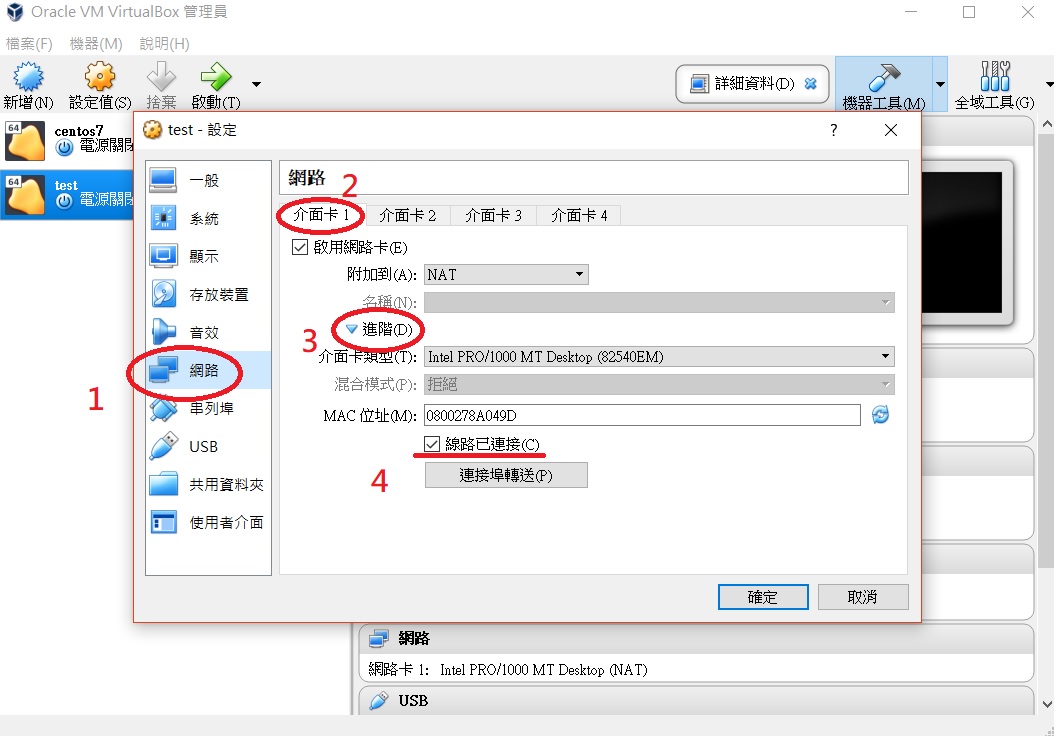 Oracle VM VirtualBox 管理員
檔案(F) 機器(M) 說明(H)
新增(N) 設定值(S) 捨棄 啟動(T) 詳細資料(D) 機器工具(M) 全域工具(G)
64 centos7
電源關閉
64 test
電源關閉
test - 設定 ?
一般
系統
顯示
存放裝置
音效
1 網路
串列埠
USB
共用資料夾
使用者介面
網路 2
介面卡 1 介面卡 2 介面卡 3 介面卡 4
啟用網路卡(E)
附加到(A): NAT
名稱(N):
3 進階(D)
介面卡類型(T): Intel PRO/1000 MT Desktop (82540EM)
混合模式(P): 拒絕
MAC 位址(M): 0800278A049D
線路已連接(C)
4 連接埠轉送(P)
確定 取消
網路
網路卡 1: Intel PRO/1000 MT Desktop (NAT)
USB